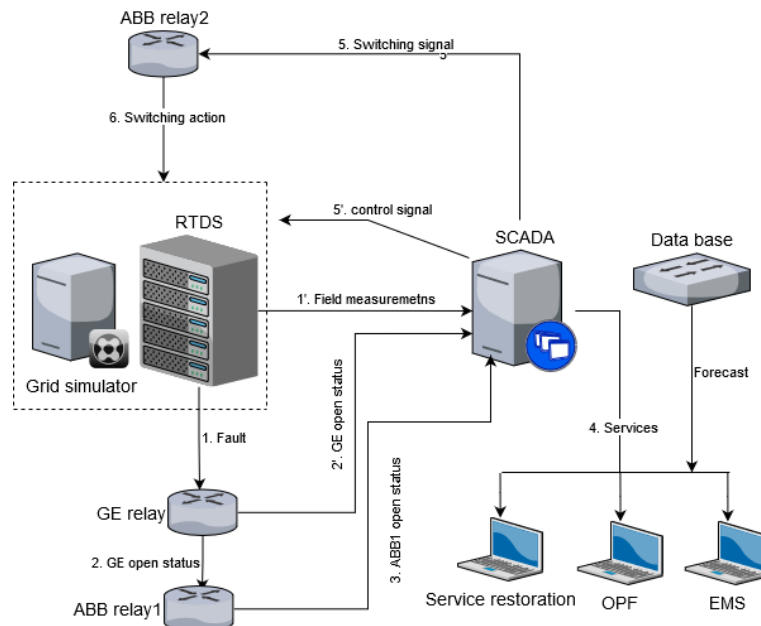 ABB relay2
5. Switching signal
6. Switching action
RTDS
5'. control signal
SCADA
Data base
1'. Field measuremetns
Grid simulator
Forecast
1. Fault
2'. GE open status
4. Services
GE relay
3. ABB1 open status
2. GE open status
ABB relay1
Service restoration
OPF
EMS